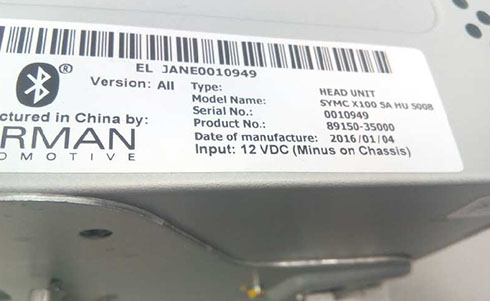 EL JANE0010949
®
Version: All
Type: HEAD UNIT
Model Name: SYMC X100 SA HU 5008
Serial No.: 0010949
Product No.: 89150-35000
Date of manufacture: 2016/01/04
Input: 12 VDC (Minus on Chassis)
ctured in China by:
RMAN
OMOTIVE